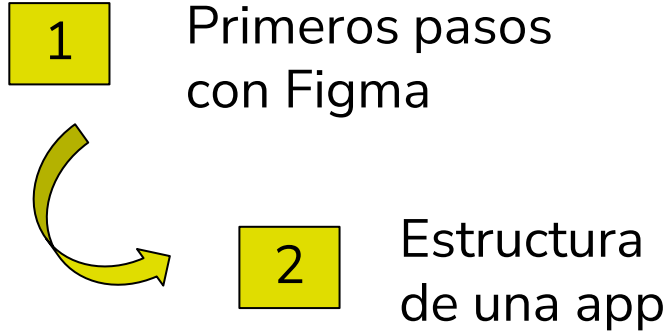 1
Primeros pasos
con Figma
2
Estructura
de una app